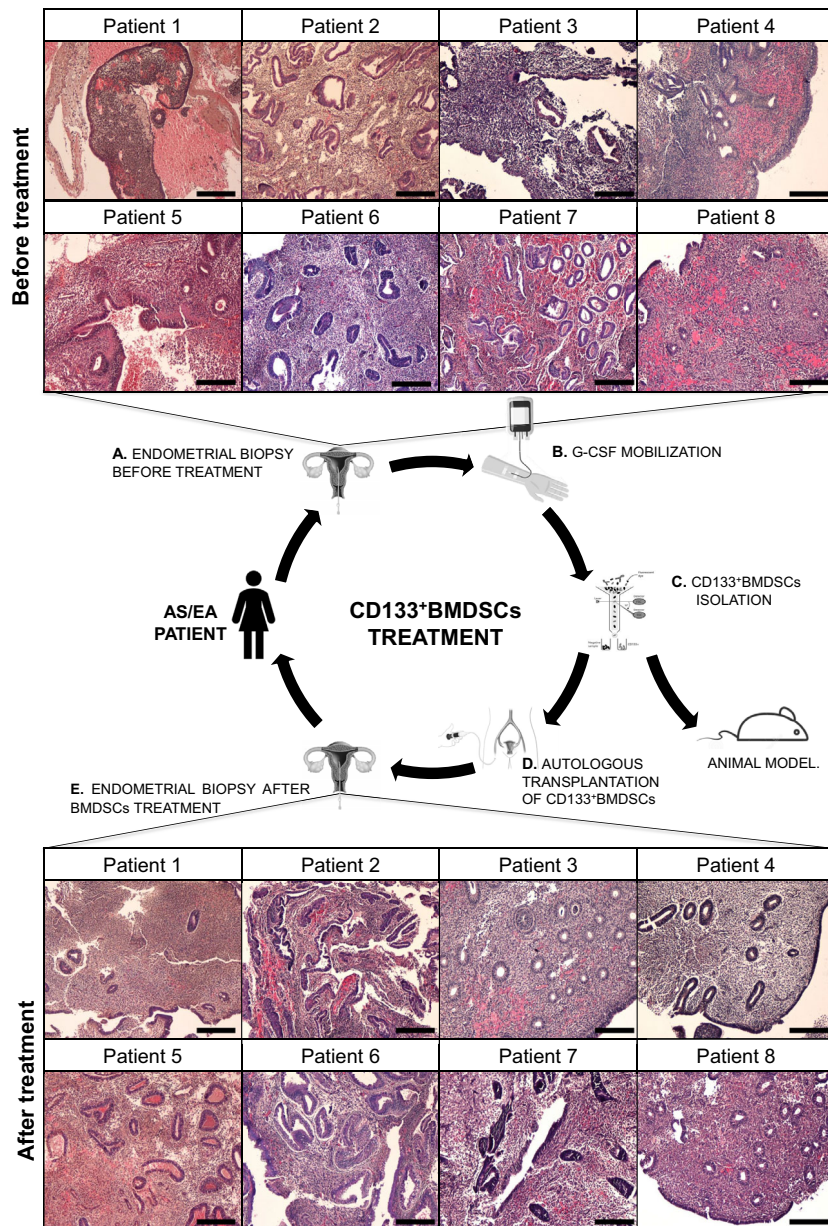 Patient 1
Patient 2
Patient 3
Patient 4
Before treatment
Patient 5
Patient 6
Patient 7
Patient 8
A. ENDOMETRIAL BIOPSY
BEFORE TREATMENT
B. G-CSF MOBILIZATION
C. CD133⁺BMDSCs
ISOLATION
AS/EA
PATIENT
CD133⁺BMDSCs
TREATMENT
ANIMAL MODEL.
D. AUTOLOGOUS
TRANSPLANTATION
OF CD133⁺BMDSCs
E. ENDOMETRIAL BIOPSY AFTER
BMDSCs TREATMENT
Patient 1
Patient 2
Patient 3
Patient 4
After treatment
Patient 5
Patient 6
Patient 7
Patient 8